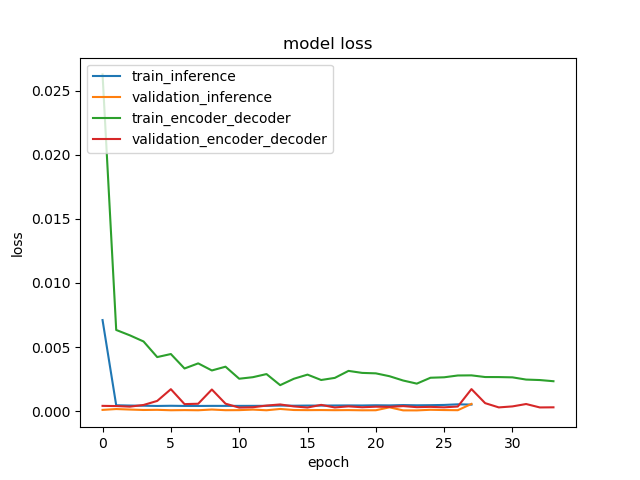 model loss
train_inference
validation_inference
train_encoder_decoder
validation_encoder_decoder
0.025
0.020
0.015
0.010
0.005
0.000
loss
0 5 10 15 20 25 30
epoch